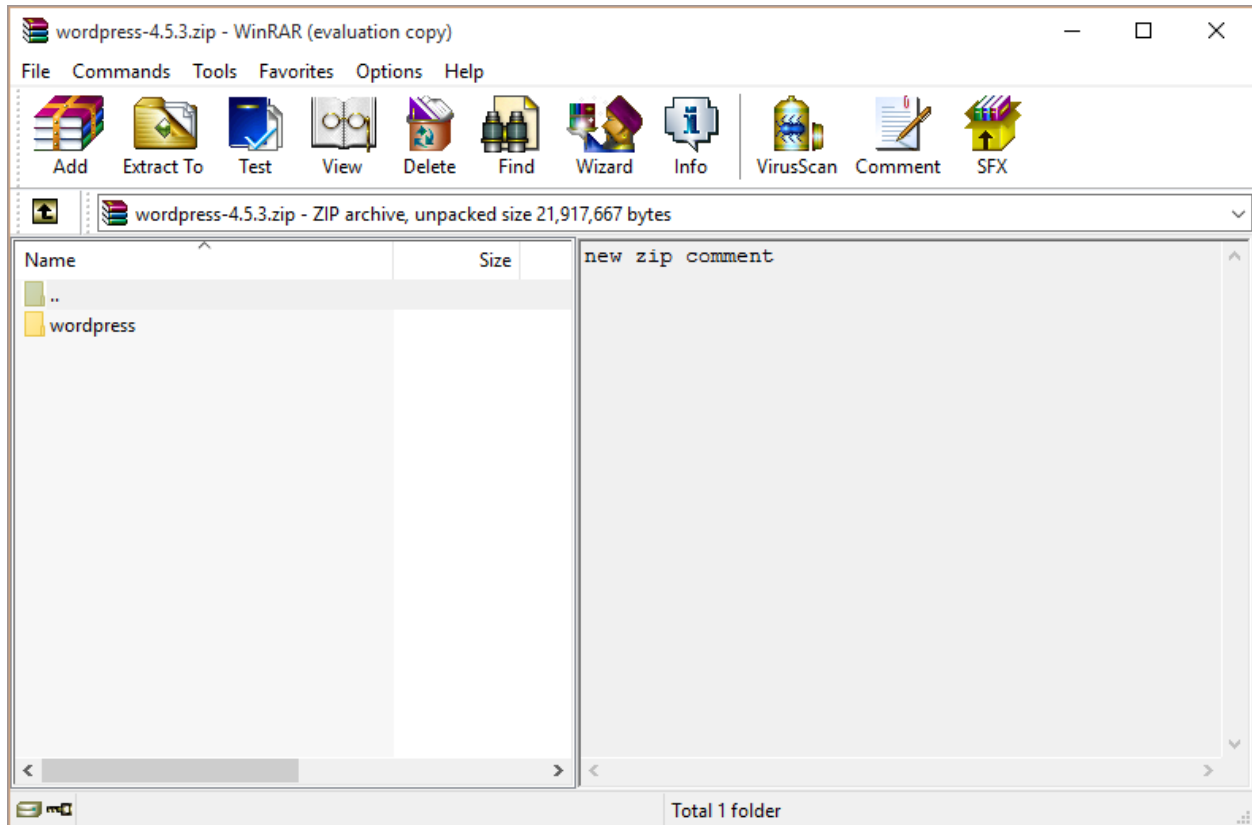 wordpress-4.5.3.zip - WinRAR (evaluation copy)
File Commands Tools Favorites Options Help
Add Extract To Test View Delete Find Wizard Info VirusScan Comment SFX
wordpress-4.5.3.zip - ZIP archive, unpacked size 21,917,667 bytes
Name Size
new zip comment
..
wordpress
Total 1 folder